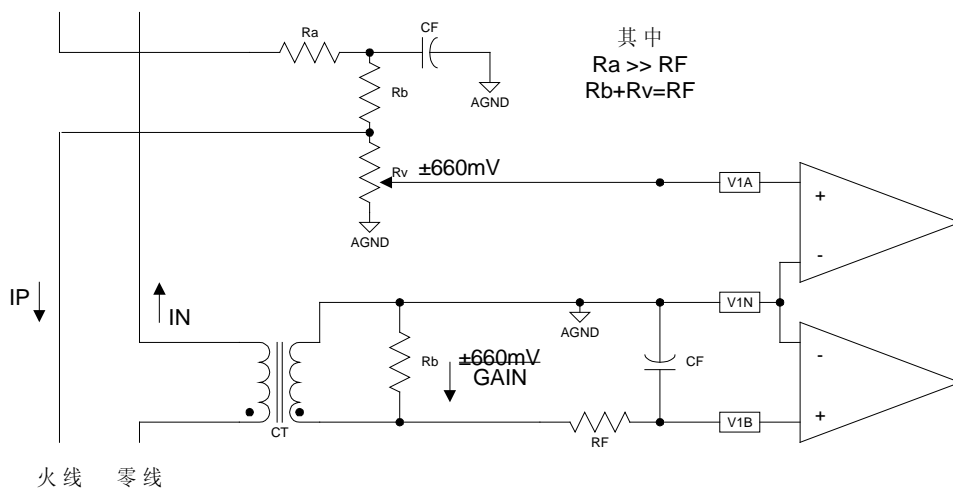 其中
Ra >> RF
Rb+Rv=RF
Ra
CF
Rb
AGND
Rv
±660mV
V1A
+
-
AGND
IP
IN
V1N
AGND
Rb
±660mV
GAIN
CF
-
+
CT
RF
V1B
火线
零线